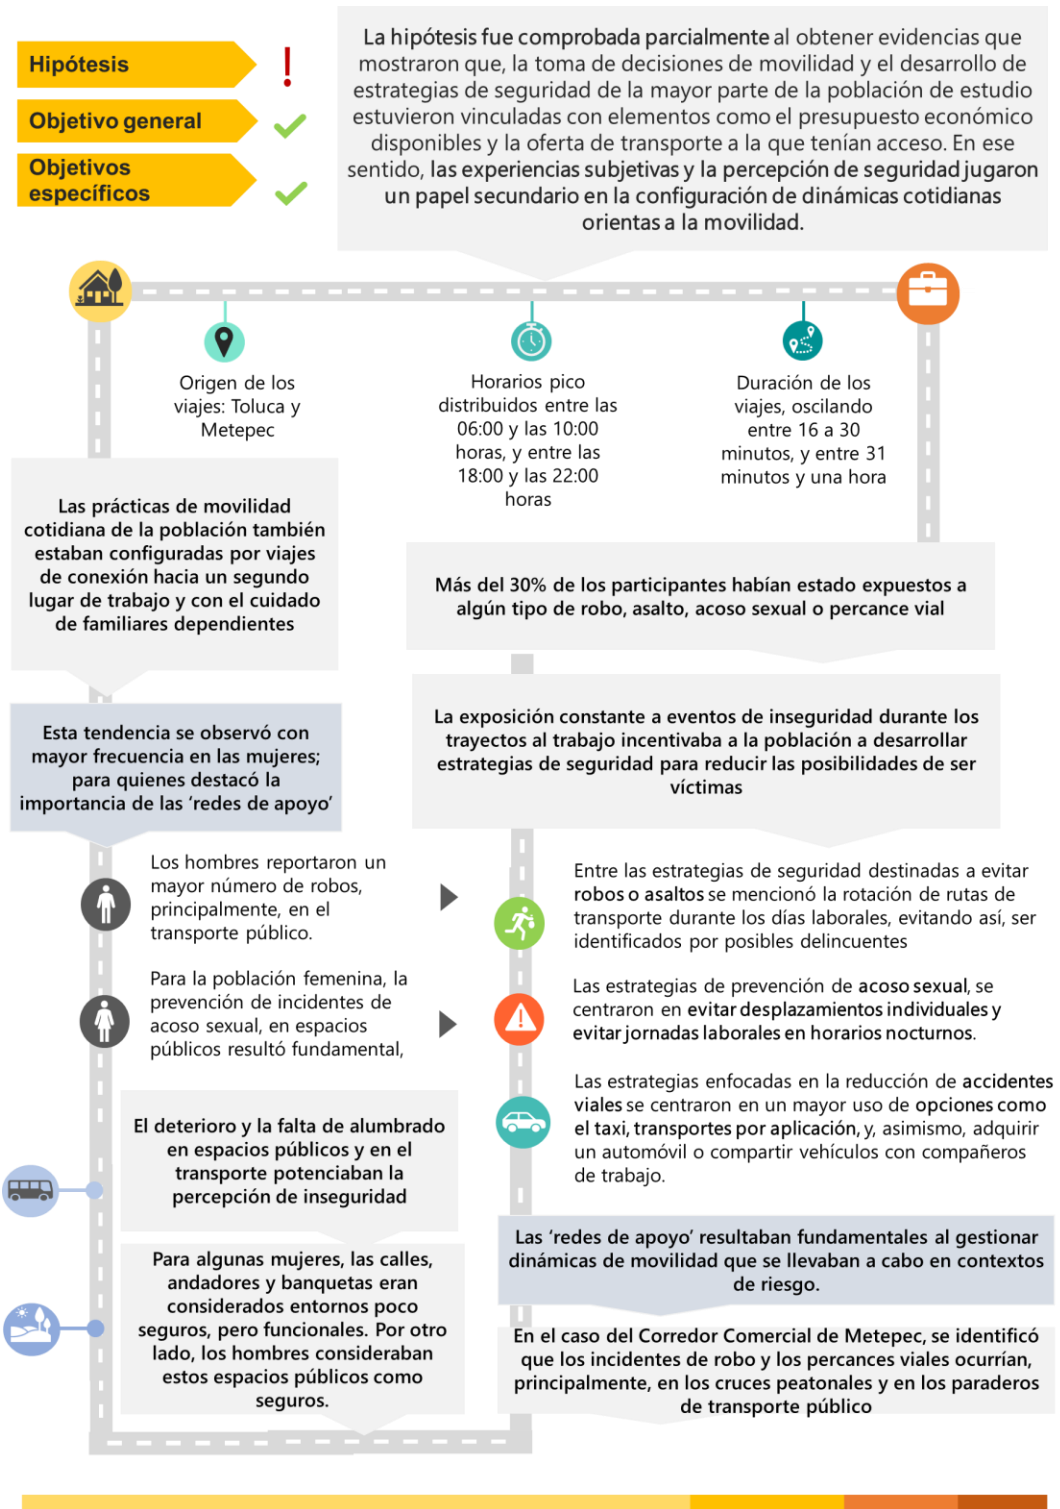 Hipótesis
Objetivo general
Objetivos
específicos
La hipótesis fue comprobada parcialmente al obtener evidencias que
mostraron que, la toma de decisiones de movilidad y el desarrollo de
estrategias de seguridad de la mayor parte de la población de estudio
estuvieron vinculadas con elementos como el presupuesto económico
disponibles y la oferta de transporte a la que tenían acceso. En ese
sentido, las experiencias subjetivas y la percepción de seguridad jugaron
un papel secundario en la configuración de dinámicas cotidianas
orientas a la movilidad.
Origen de los
viajes: Toluca y
Metepec
Horarios pico
distribuidos entre las
06:00 y las 10:00
horas, y entre las
18:00 y las 22:00
horas
Duración de los
viajes, oscilando
entre 16 a 30
minutos, y entre 31
minutos y una hora
Las prácticas de movilidad
cotidiana de la población también
estaban configuradas por viajes
de conexión hacia un segundo
lugar de trabajo y con el cuidado
de familiares dependientes
Más del 30% de los participantes habían estado expuestos a
algún tipo de robo, asalto, acoso sexual o percance vial
Esta tendencia se observó con
mayor frecuencia en las mujeres;
para quienes destacó la
importancia de las ‘redes de apoyo’
La exposición constante a eventos de inseguridad durante los
trayectos al trabajo incentivaba a la población a desarrollar
estrategias de seguridad para reducir las posibilidades de ser
víctimas
Los hombres reportaron un
mayor número de robos,
principalmente, en el
transporte público.
Entre las estrategias de seguridad destinadas a evitar
robos o asaltos se mencionó la rotación de rutas de
transporte durante los días laborales, evitando así, ser
identificados por posibles delincuentes
Para la población femenina, la
prevención de incidentes de
acoso sexual, en espacios
públicos resultó fundamental,
Las estrategias de prevención de acoso sexual, se
centraron en evitar desplazamientos individuales y
evitar jornadas laborales en horarios nocturnos.
Las estrategias enfocadas en la reducción de accidentes
viales se centraron en un mayor uso de opciones como
el taxi, transportes por aplicación, y, asimismo, adquirir
un automóvil o compartir vehículos con compañeros
de trabajo.
El deterioro y la falta de alumbrado
en espacios públicos y en el
transporte potenciaban la
percepción de inseguridad
Las ‘redes de apoyo’ resultaban fundamentales al gestionar
dinámicas de movilidad que se llevaban a cabo en contextos
de riesgo.
Para algunas mujeres, las calles,
andadores y banquetas eran
considerados entornos poco
seguros, pero funcionales. Por otro
lado, los hombres consideraban
estos espacios públicos como
seguros.
En el caso del Corredor Comercial de Metepec, se identificó
que los incidentes de robo y los percances viales ocurrían,
principalmente, en los cruces peatonales y en los paraderos
de transporte público